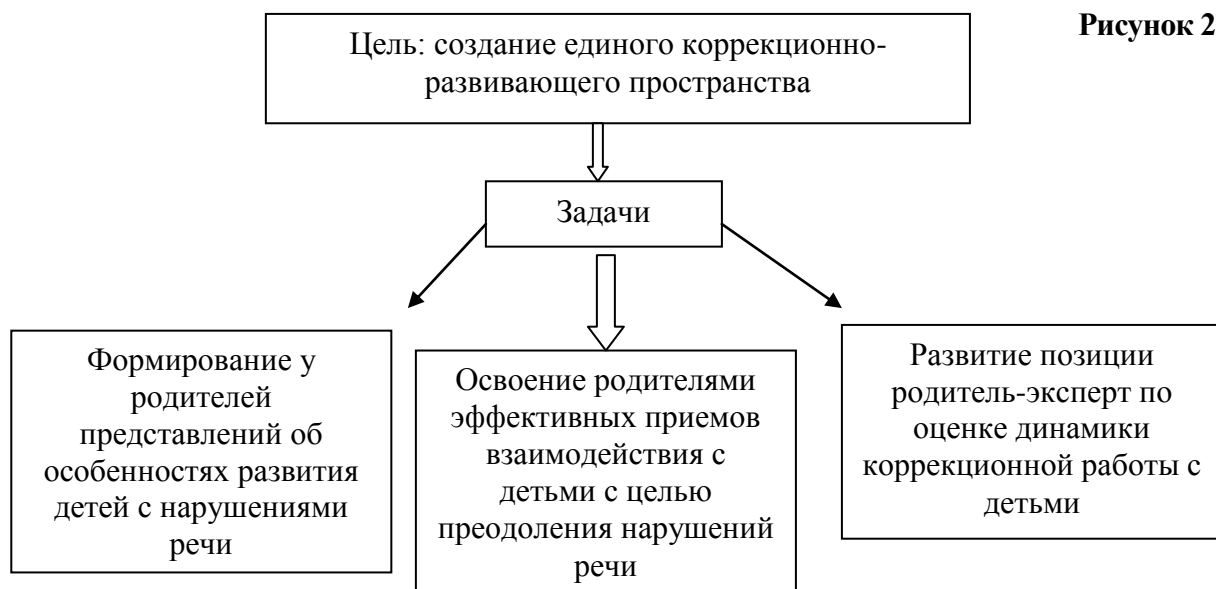 Рисунок 2
Цель: создание единого коррекционно-
развивающего пространства
Задачи
Формирование у
родителей
представлений об
особенностях развития
детей с нарушениями
речи
Освоение родителями
эффективных приемов
взаимодействия с
детьми с целью
преодоления нарушений
речи
Развитие позиции
родитель-эксперт по
оценке динамики
коррекционной работы с
детьми